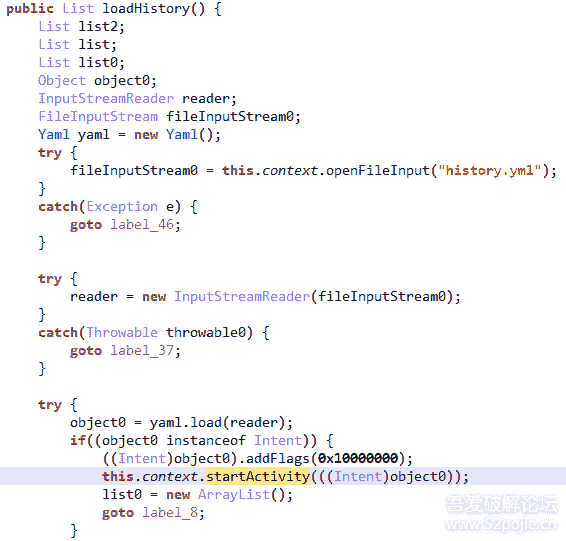 public List loadHistory() {
    List list2;
    List list;
    List list0;
    Object object0;
    InputStreamReader reader;
    FileInputStream fileInputStream0;
    Yaml yaml = new Yaml();
    try {
        fileInputStream0 = this.context.openFileInput("history.yml");
    }
    catch(Exception e) {
        goto label_46;
    }

    try {
        reader = new InputStreamReader(fileInputStream0);
    }
    catch(Throwable throwable0) {
        goto label_37;
    }

    try {
        object0 = yaml.load(reader);
        if((object0 instanceof Intent)) {
            ((Intent)object0).addFlags(0x10000000);
            this.context.startActivity(((Intent)object0));
            list0 = new ArrayList();
            goto label_8;
        }
吾爱破解论坛
www.52pojie.cn